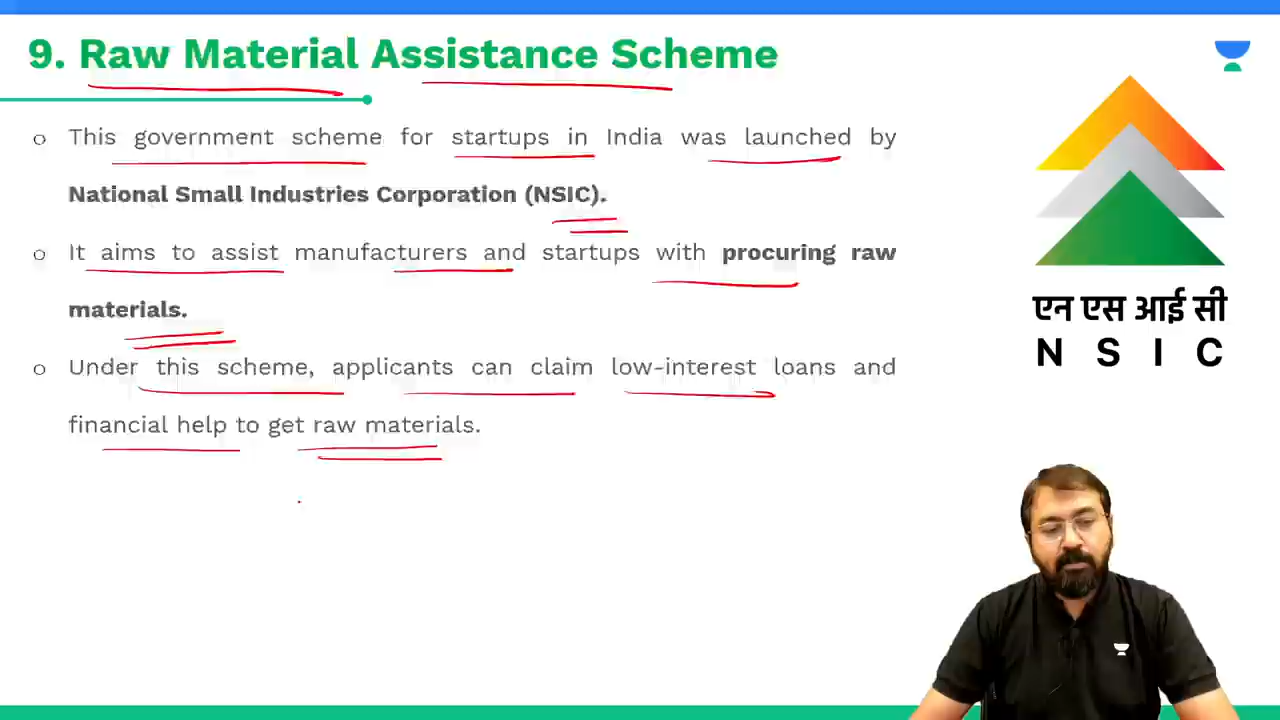 9. Raw Material Assistance Scheme
o This government scheme for startups in India was launched by
National Small Industries Corporation (NSIC).
o It aims to assist manufacturers and startups with procuring raw
materials.
o Under this scheme, applicants can claim low-interest loans and
financial help to get raw materials.
एन एस आई सी
N S I C